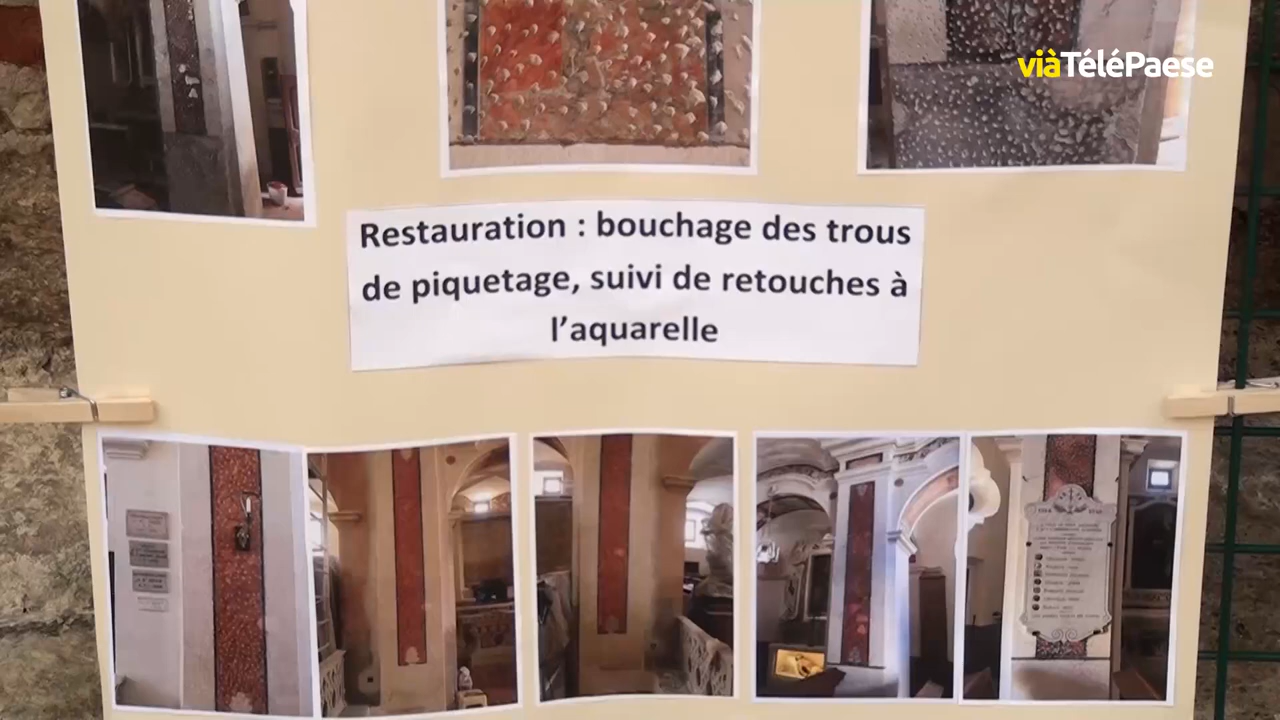 viàTéléPaese
Restauration : bouchage des trous
de piquetage, suivi de retouches à
l’aquarelle